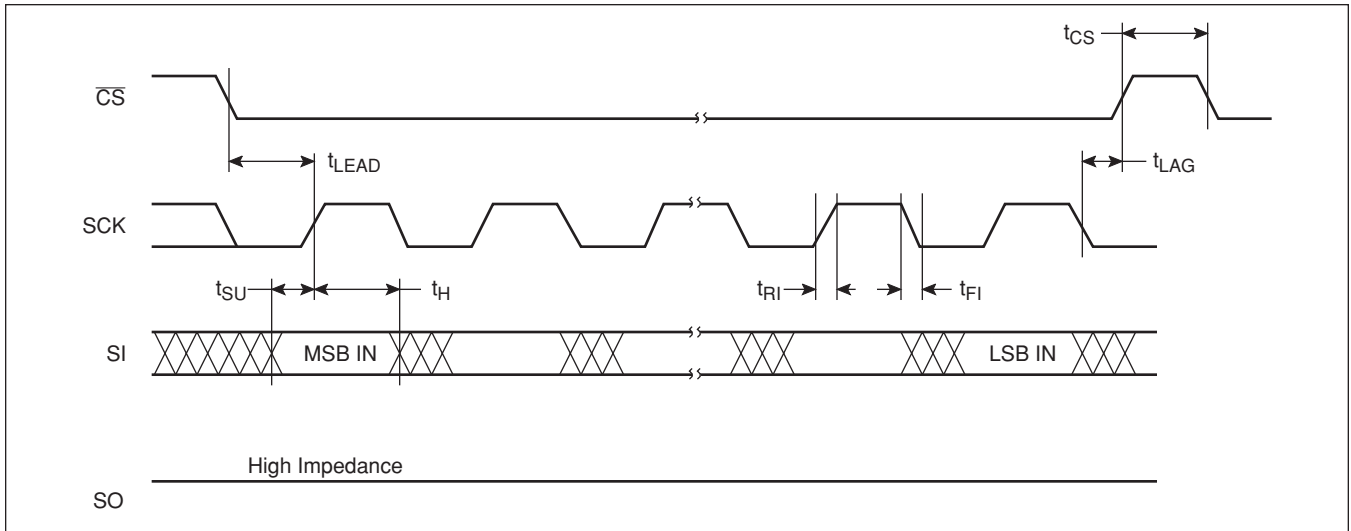 tCS
CS
tLEAD
tLAG
SCK
tSU
tH
tRI
tFI
SI
MSB IN
LSB IN
High Impedance
SO